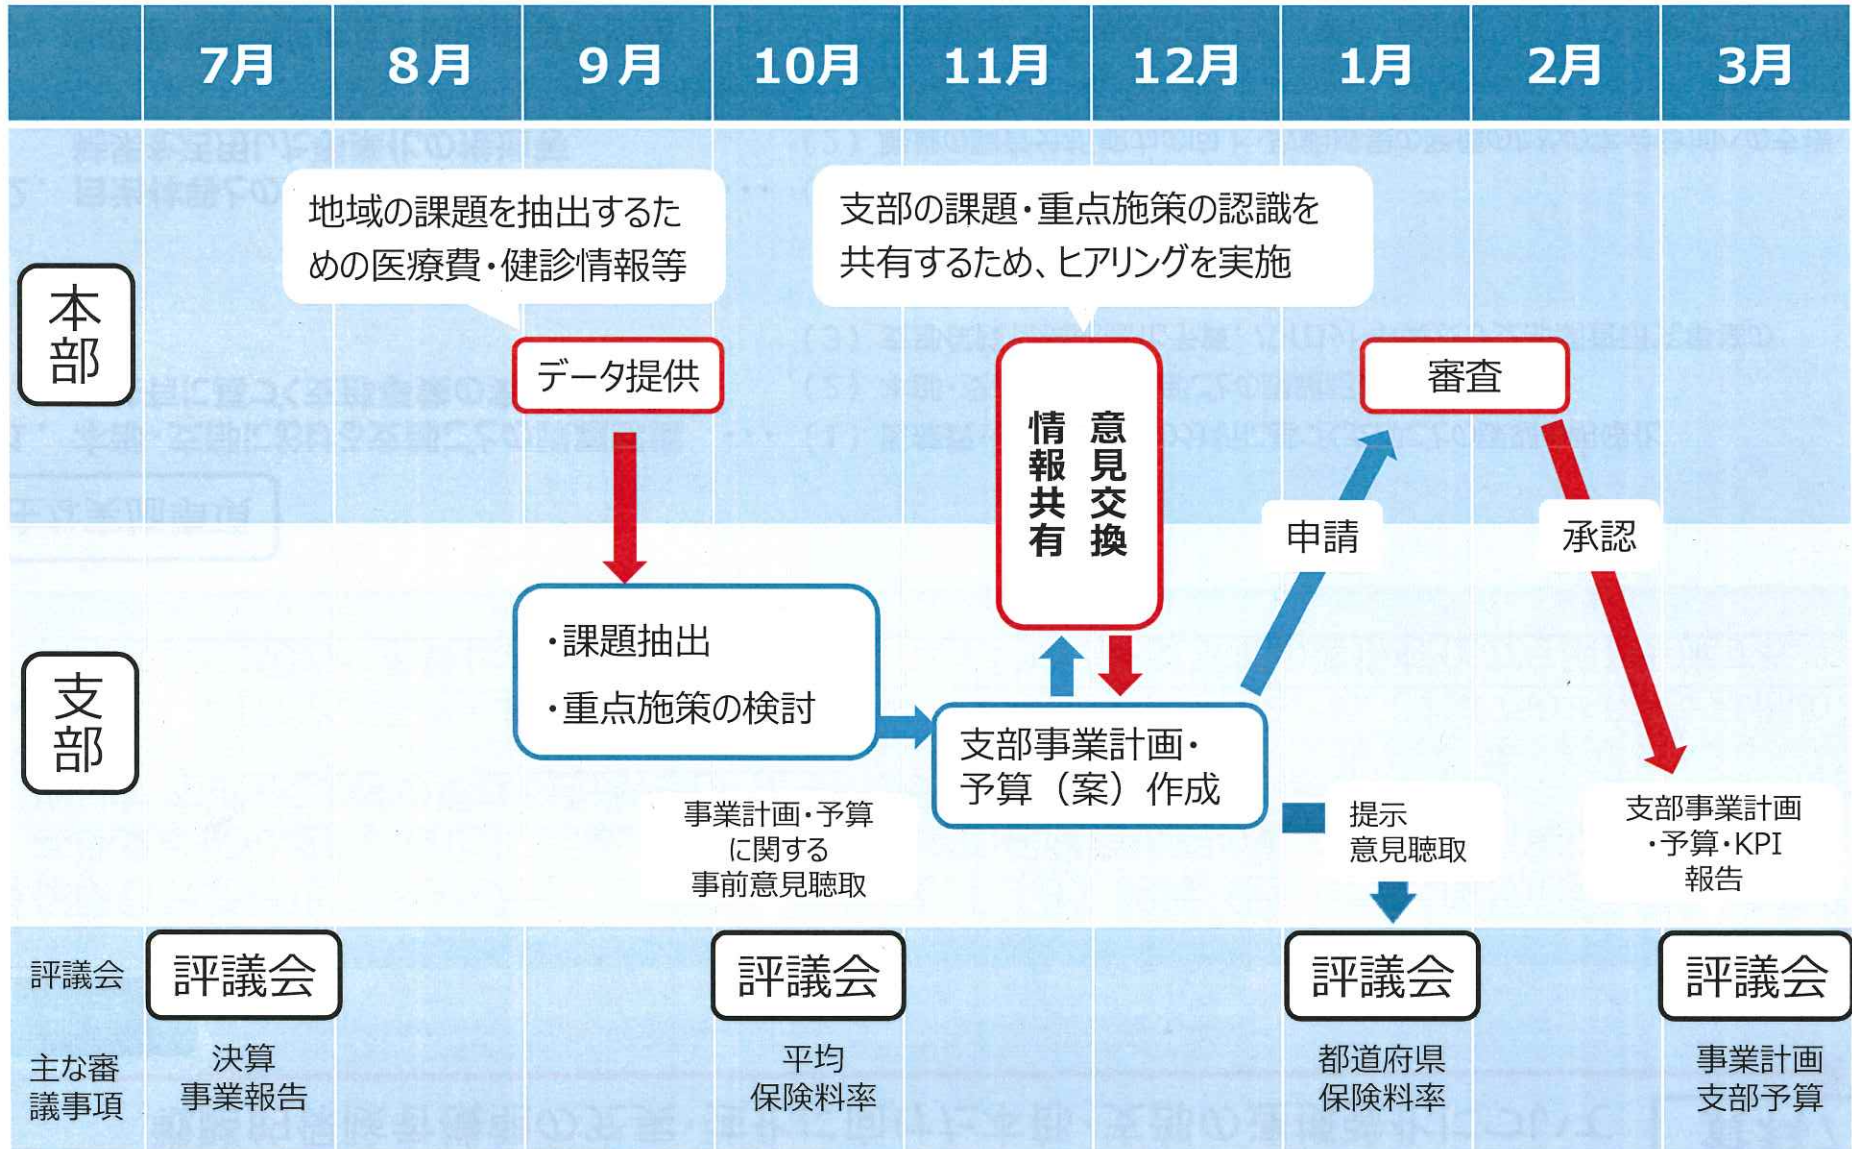 7月 8月 9月 10月 11月 12月 1月 2月 3月
本部
地域の課題を抽出するた
めの医療費・健診情報等
支部の課題・重点施策の認識を
共有するため、ヒアリングを実施
データ提供
意見交換
情報共有
審査
申請
承認
支部
・課題抽出
・重点施策の検討
支部事業計画・
予算（案）作成
事業計画・予算
に関する
事前意見聴取
提示
意見聴取
支部事業計画
・予算・KPI
報告
評議会
評議会
評議会
評議会
評議会
主な審
議事項
決算
事業報告
平均
保険料率
都道府県
保険料率
事業計画
支部予算